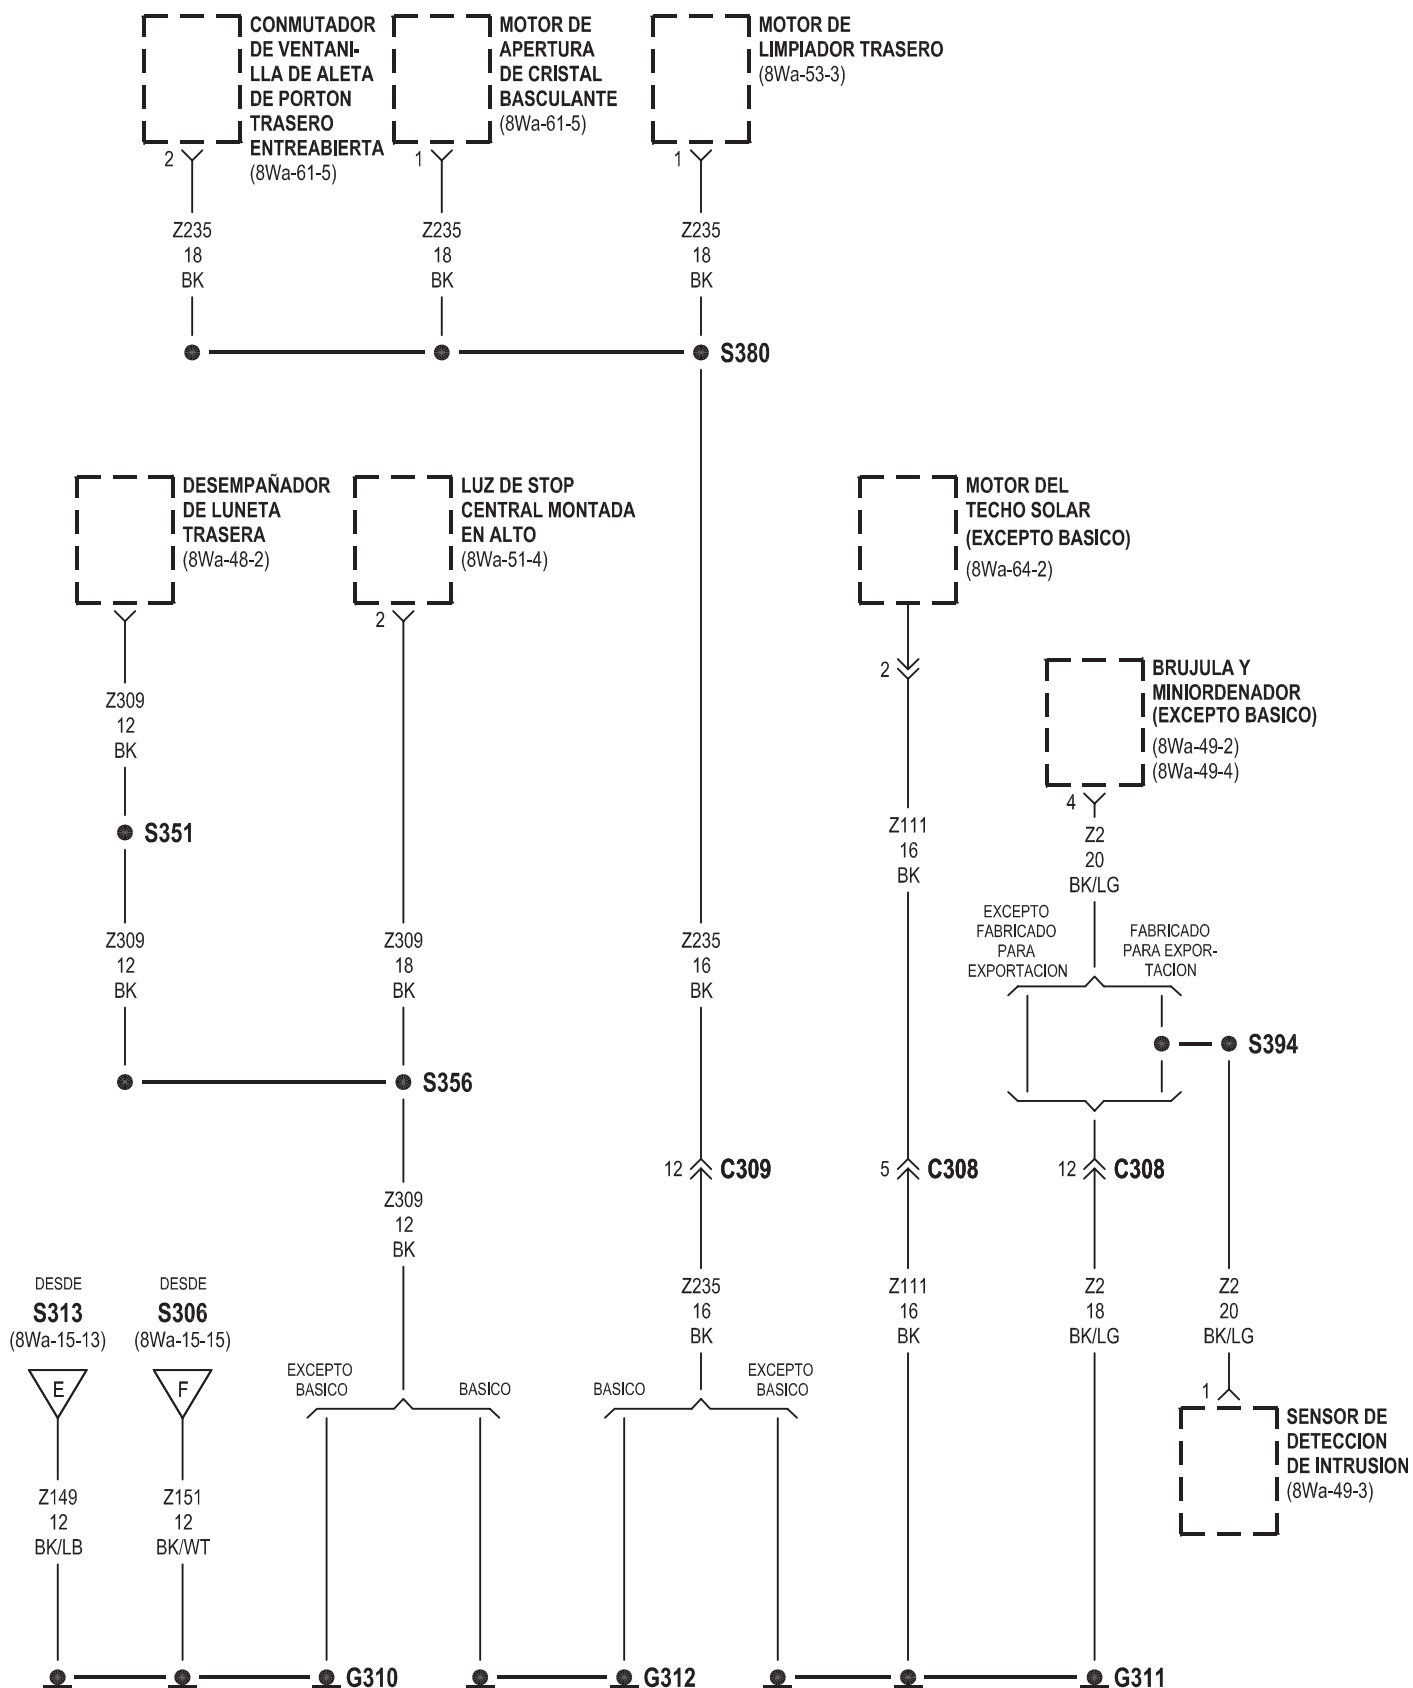 CONMUTADOR
DE VENTANI-
LLA DE ALETA
DE PORTON
TRASERO
ENTREABIERTA
(8Wa-61-5)
MOTOR DE
APERTURA
DE CRISTAL
BASCULANTE
(8Wa-61-5)
MOTOR DE
LIMPIADOR TRASERO
(8Wa-53-3)
2
1
1
Z235
18
BK
Z235
18
BK
Z235
18
BK
S380
DESEMPAÑADOR
DE LUNETA
TRASERA
(8Wa-48-2)
LUZ DE STOP
CENTRAL MONTADA
EN ALTO
(8Wa-51-4)
MOTOR DEL
TECHO SOLAR
(EXCEPTO BASICO)
(8Wa-64-2)
2
2
BRUJULA Y
MINIORDENADOR
(EXCEPTO BASICO)
(8Wa-49-2)
(8Wa-49-4)
4
Z309
12
BK
S351
Z111
16
BK
Z2
20
BK/LG
EXCEPTO
FABRICADO
PARA
EXPORTACION
FABRICADO
PARA EXPOR-
TACION
Z309
12
BK
Z309
18
BK
Z235
16
BK
S394
S356
12
C309
5
C308
12
C308
Z309
12
BK
Z235
16
BK
Z111
16
BK
Z2
18
BK/LG
Z2
20
BK/LG
DESDE
S313
(8Wa-15-13)
E
DESDE
S306
(8Wa-15-15)
F
EXCEPTO
BASICO
BASICO
BASICO
EXCEPTO
BASICO
1
SENSOR DE
DETECCION
DE INTRUSION
(8Wa-49-3)
Z149
12
BK/LB
Z151
12
BK/WT
G310
G312
G311